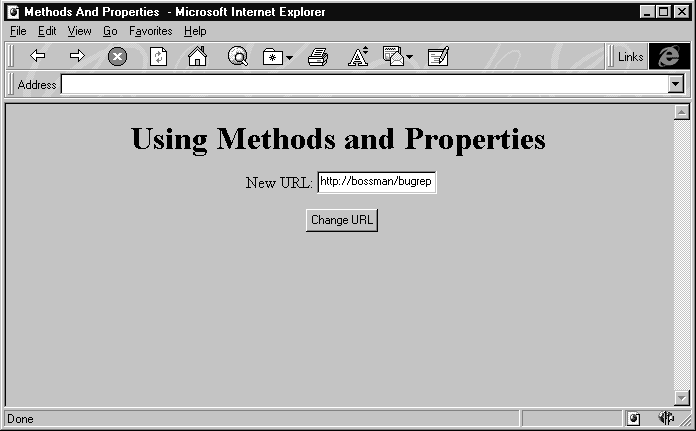 Methods And Properties - Microsoft Internet Explorer
File Edit View Go Favorites Help
Links
Address
Using Methods and Properties
New URL: http://bossman/bugrep
Change URL
Done